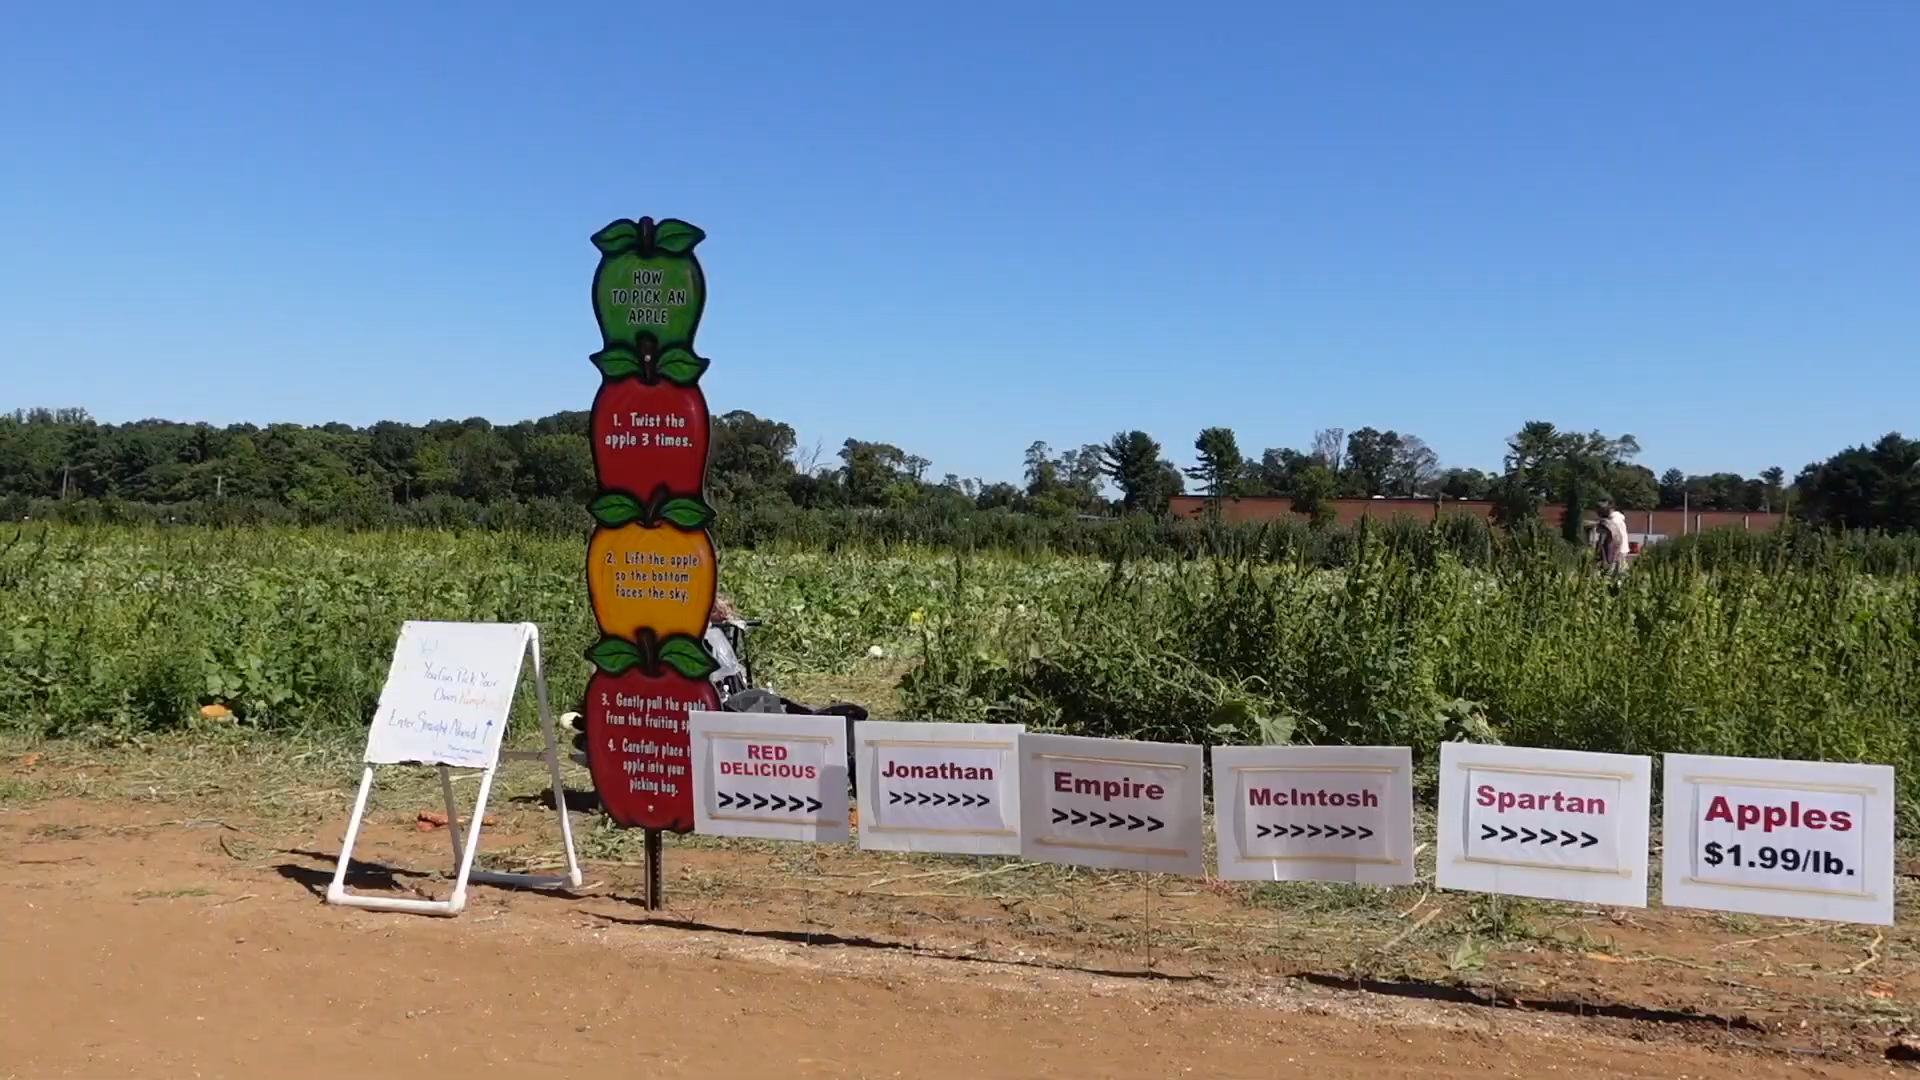 HOW
TO PICK AN
APPLE
1. Twist the
apple 3 times.
2. Lift the apple
so the bottom
faces the sky.
3. Gently pull the apple
from the fruiting
4. Carefully place
apple into your
picking bag.
You Can Pick Your
Own Pumpkins
Enter Straight Ahead ↑
RED
DELICIOUS
>>>>>>
Jonathan
>>>>>>>
Empire
>>>>>>
McIntosh
>>>>>>>
Spartan
>>>>>>
Apples
$1.99/lb.